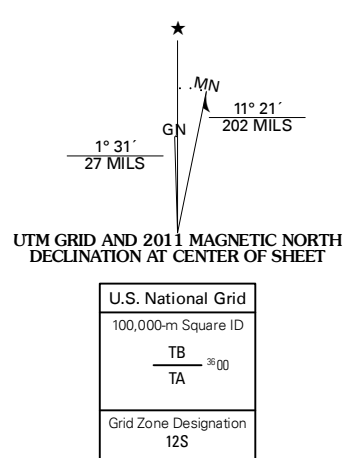 ★
MN
GN
11° 21´
202 MILS
1° 31´
27 MILS
UTM GRID AND 2011 MAGNETIC NORTH
DECLINATION AT CENTER OF SHEET
U.S. National Grid
100,000-m Square ID
TB
3600
TA
Grid Zone Designation
12S